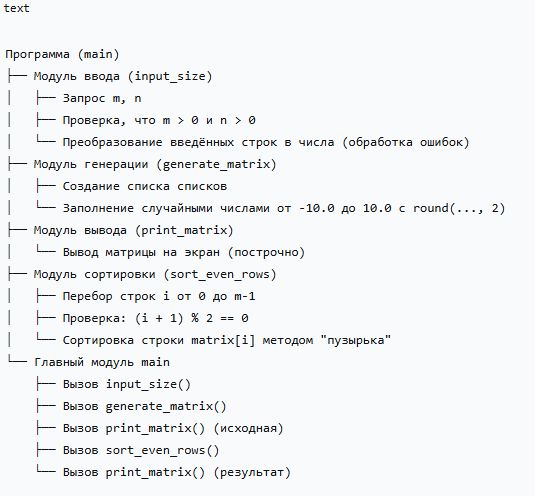 text
Программа (main)
├── Модуль ввода (input_size)
│   ├── Запрос m, n
│   ├── Проверка, что m > 0 и n > 0
│   └── Преобразование введённых строк в числа (обработка ошибок)
├── Модуль генерации (generate_matrix)
│   ├── Создание списка списков
│   └── Заполнение случайными числами от -10.0 до 10.0 с round(..., 2)
├── Модуль вывода (print_matrix)
│   └── Вывод матрицы на экран (построчно)
├── Модуль сортировки (sort_even_rows)
│   ├── Перебор строк i от 0 до m-1
│   ├── Проверка: (i + 1) % 2 == 0
│   └── Сортировка строки matrix[i] методом "пузырька"
└── Главный модуль main
    ├── Вызов input_size()
    ├── Вызов generate_matrix()
    ├── Вызов print_matrix() (исходная)
    ├── Вызов sort_even_rows()
    └── Вызов print_matrix() (результат)